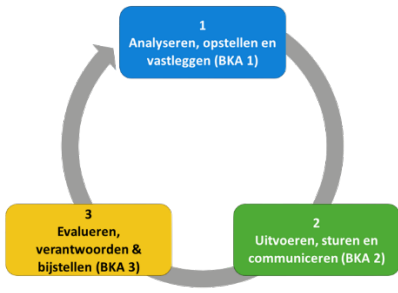 1
Analyseren, opstellen en
vastleggen (BKA 1)
2
Uitvoeren, sturen en
communiceren (BKA 2)
3
Evalueren,
verantwoorden &
bijstellen (BKA 3)